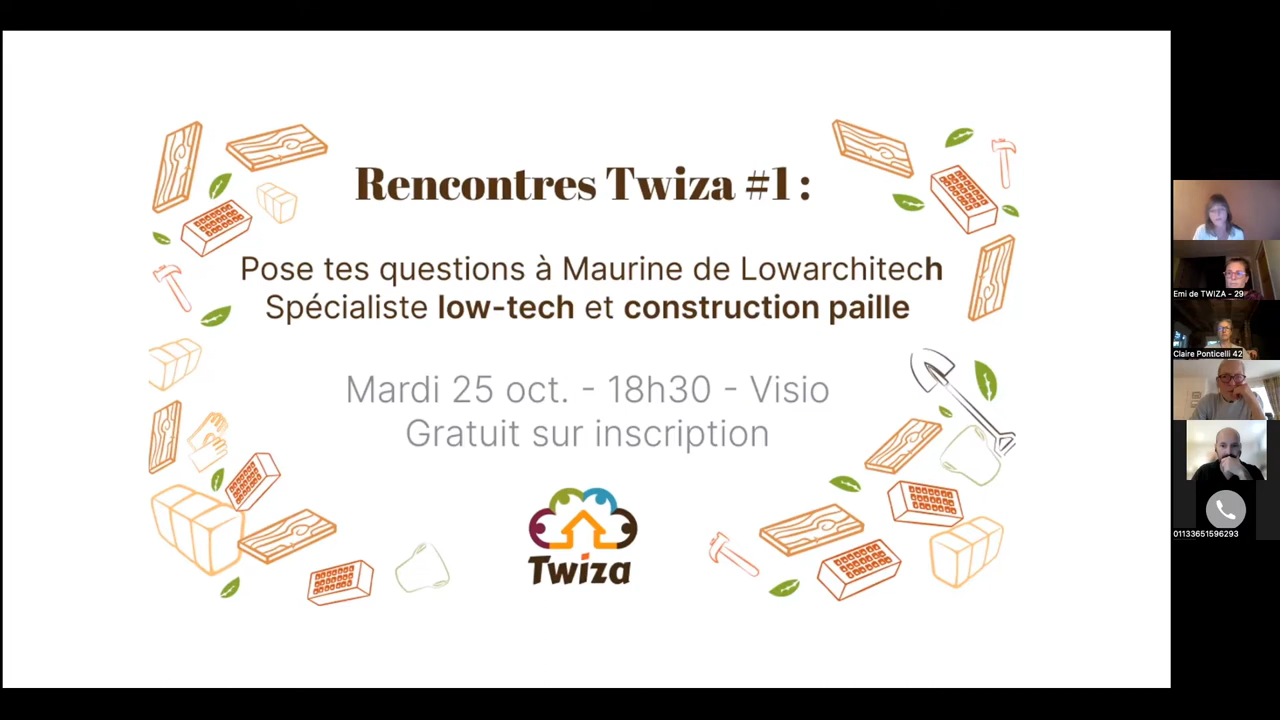 Rencontres Twiza #1 :
Pose tes questions à Maurine de Lowarchitech
Spécialiste low-tech et construction paille
Mardi 25 oct. - 18h30 - Visio
Gratuit sur inscription
Twiza
Emi de TWIZA - 29
Claire Ponticelli 42
01133651596293